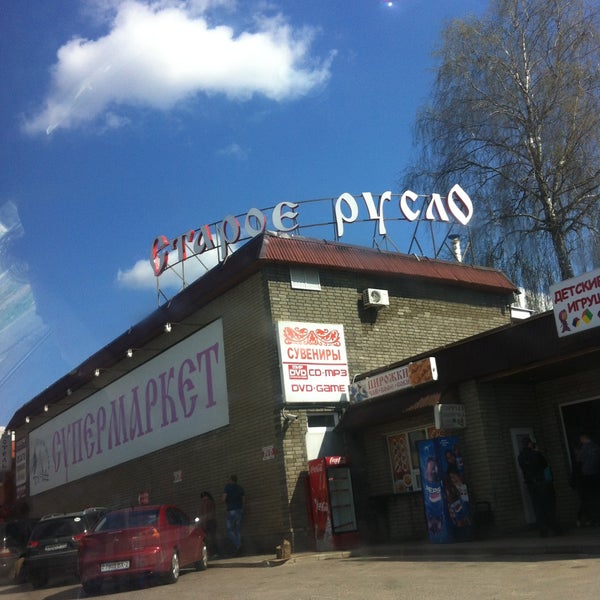 Старое русло
СУПЕРМАРКЕТ
СУВЕНИРЫ
DVD CD·MP3
DVD·GAME
ПИРОЖКИ
ДЕТСКИЕ
ИГРУШ